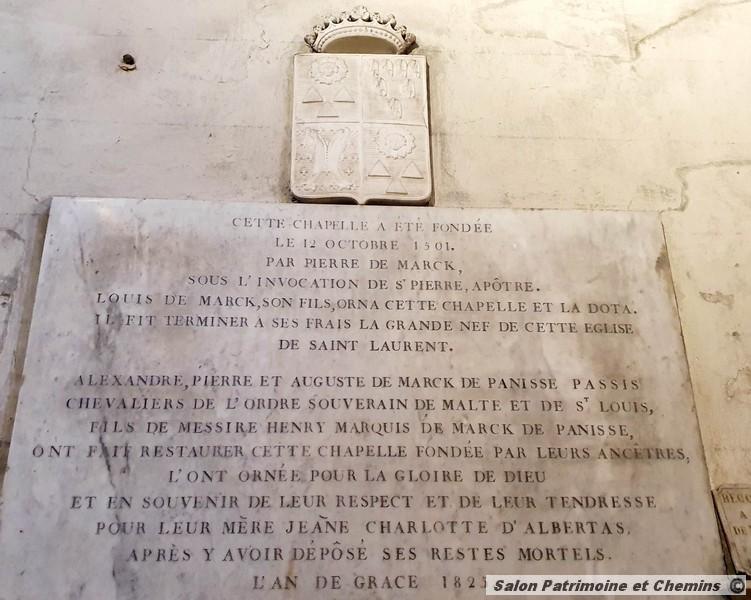 CETTE CHAPELLE A ÉTÉ FONDÉE
LE 12 OCTOBRE 1501.
PAR PIERRE DE MARCK,
SOUS L'INVOCATION DE ST PIERRE, APÔTRE.
LOUIS DE MARCK, SON FILS, ORNA CETTE CHAPELLE ET LA DOTA.
IL FIT TERMINER A SES FRAIS LA GRANDE NEF DE CETTE EGLISE
DE SAINT LAURENT.
ALEXANDRE, PIERRE ET AUGUSTE DE MARCK DE PANISSE PASSIS
CHEVALIERS DE L'ORDRE SOUVERAIN DE MALTE ET DE ST LOUIS,
FILS DE MESSIRE HENRY MARQUIS DE MARCK DE PANISSE,
ONT FAIT RESTAURER CETTE CHAPELLE FONDÉE PAR LEURS ANCÈTRES,
L'ONT ORNÉE POUR LA GLOIRE DE DIEU
ET EN SOUVENIR DE LEUR RESPECT ET DE LEUR TENDRESSE
POUR LEUR MÈRE JEANE CHARLOTTE D'ALBERTAS,
APRÈS Y AVOIR DÉPÔSÉ SES RESTES MORTELS.
L'AN DE GRACE
Salon Patrimoine et Chemins ©